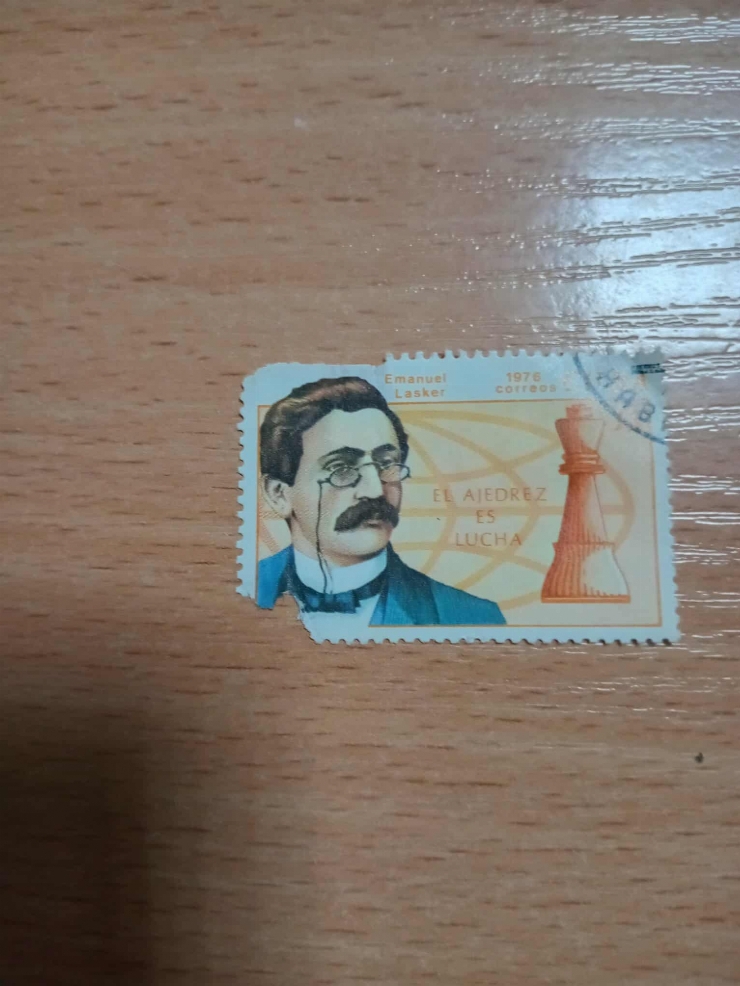 Emanuel
Lasker
1976
correos
HAB
EL AJEDREZ
ES
LUCHA